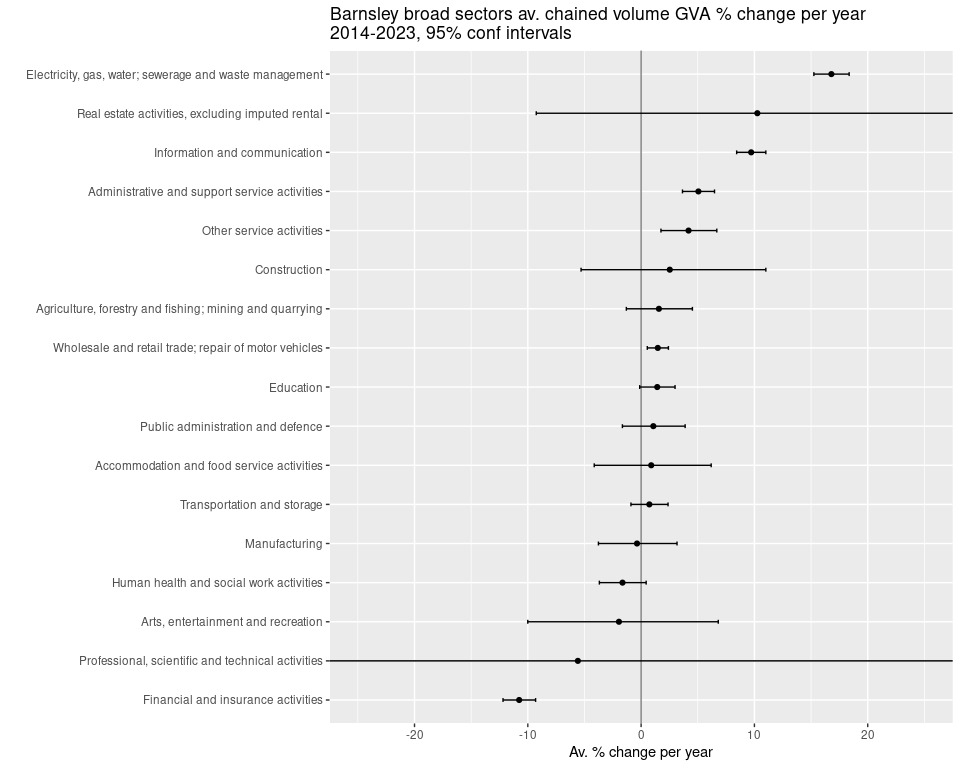 Barnsley broad sectors av. chained volume GVA % change per year
2014-2023, 95% conf intervals
Electricity, gas, water; sewerage and waste management
Real estate activities, excluding imputed rental
Information and communication
Administrative and support service activities
Other service activities
Construction
Agriculture, forestry and fishing; mining and quarrying
Wholesale and retail trade; repair of motor vehicles
Education
Public administration and defence
Accommodation and food service activities
Transportation and storage
Manufacturing
Human health and social work activities
Arts, entertainment and recreation
Professional, scientific and technical activities
Financial and insurance activities
-20 -10 0 10 20
Av. % change per year